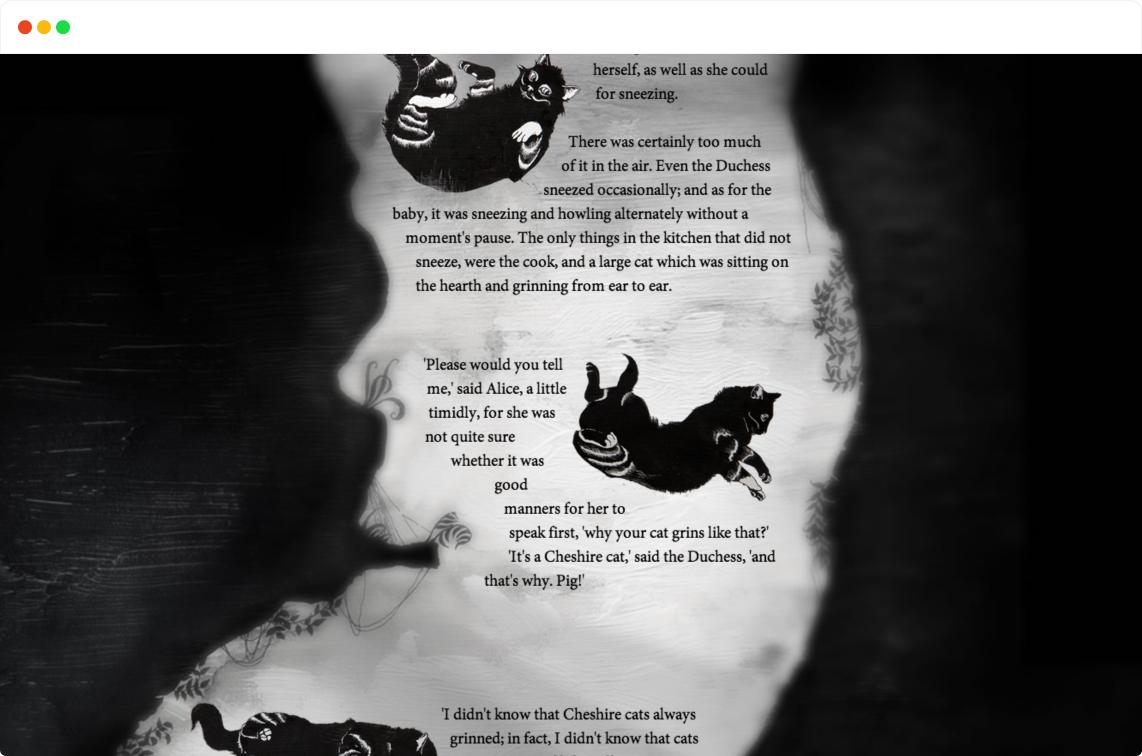 herself, as well as she could
for sneezing.
There was certainly too much
of it in the air. Even the Duchess
sneezed occasionally; and as for the
baby, it was sneezing and howling alternately without a
moment's pause. The only things in the kitchen that did not
sneeze, were the cook, and a large cat which was sitting on
the hearth and grinning from ear to ear.
'Please would you tell
me,' said Alice, a little
timidly, for she was
not quite sure
whether it was
good
manners for her to
speak first, 'why your cat grins like that?'
'It's a Cheshire cat,' said the Duchess, 'and
that's why. Pig!'
'I didn't know that Cheshire cats always
grinned; in fact, I didn't know that cats